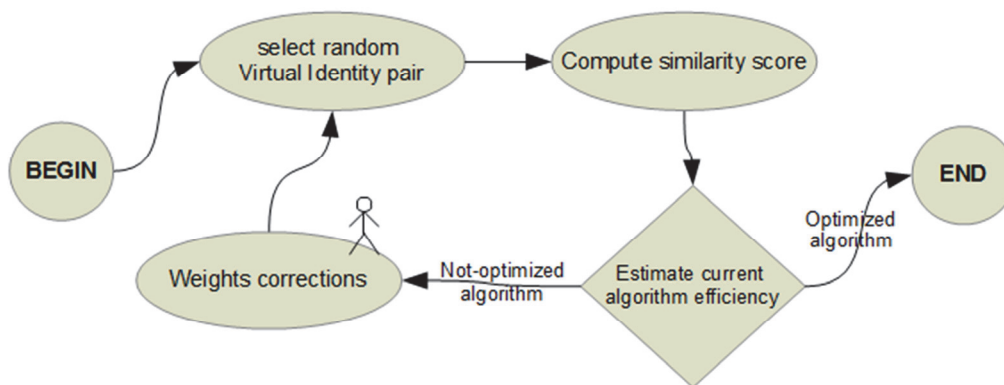 select random
Virtual Identity pair
Compute similarity score
BEGIN
END
Optimized
algorithm
Weights corrections
Not-optimized
algorithm
Estimate current
algorithm efficiency